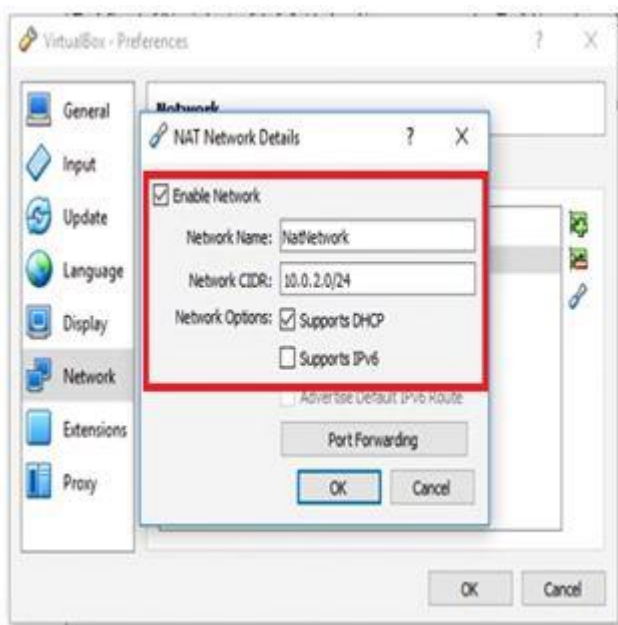 VirtualBox - Preferences
General
Input
Update
Language
Display
Network
Extensions
Proxy
Network
NAT Network Details
Enable Network
Network Name: NatNetwork
Network CIDR: 10.0.2.0/24
Network Options: Supports DHCP
Supports IPv6
Advertise Default IPv6 Route
Port Forwarding
OK Cancel
OK Cancel